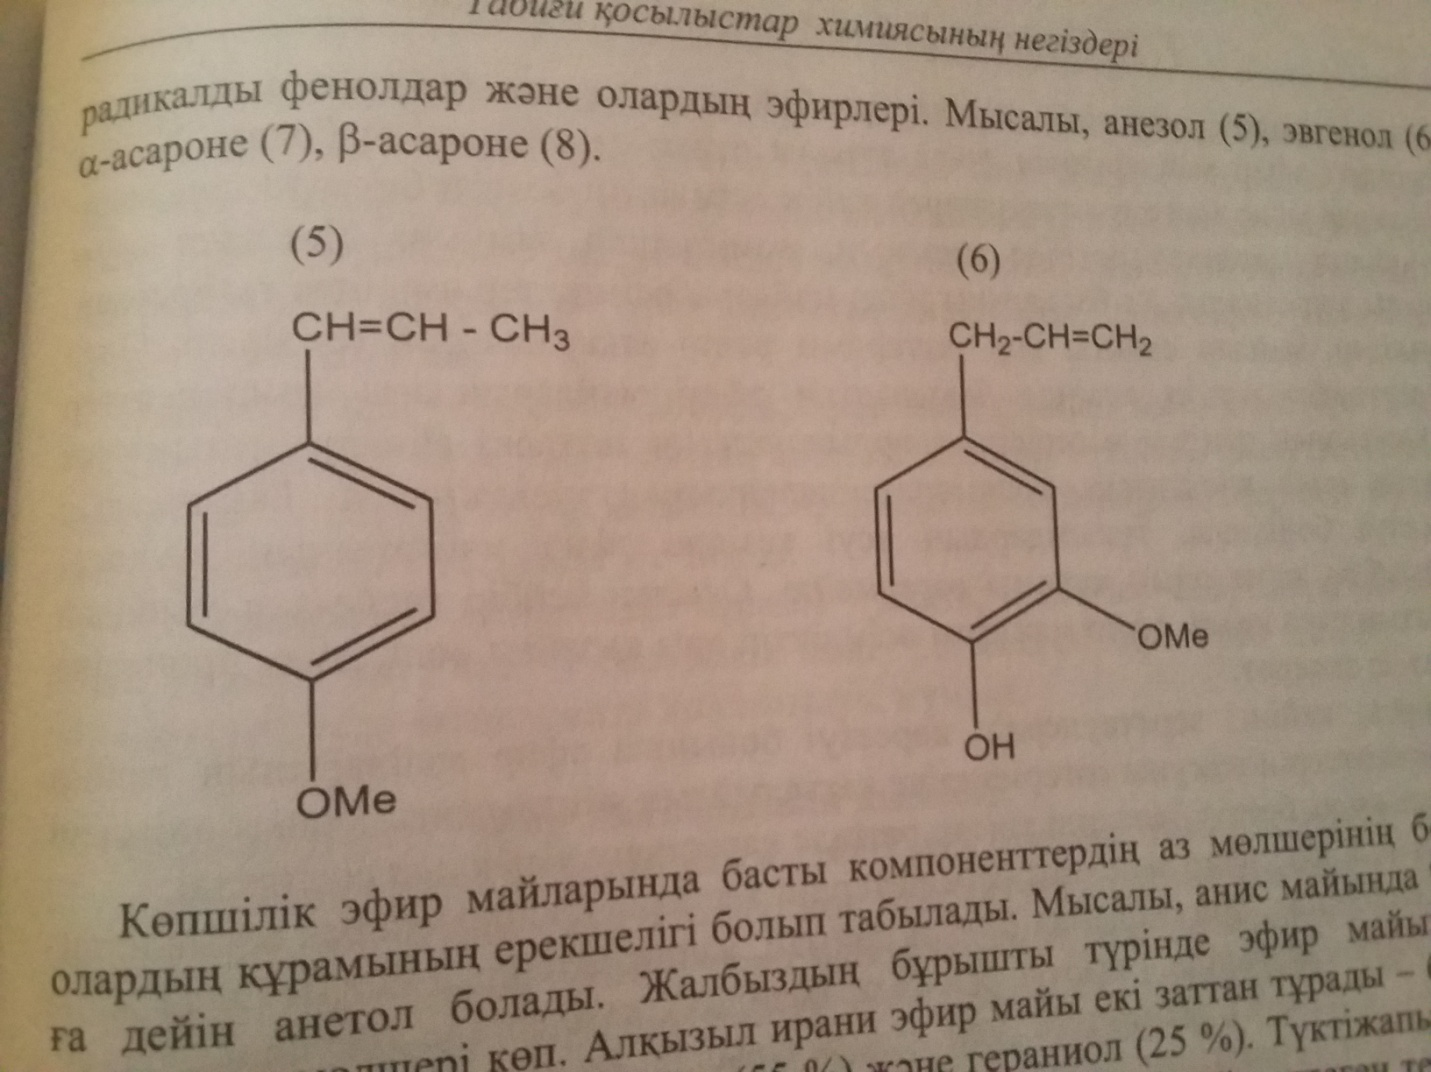 Табиғи қосылыстар химиясының негіздері
радикалды фенолдар және олардың эфирлері. Мысалы, анезол (5), эвгенол (6
α-асароне (7), β-асароне (8).
(5) (6)
CH=CH - CH₃ CH₂-CH=CH₂
OMe
OH
OMe
Көпшілік эфир майларында басты компоненттердің аз мөлшерінің б
олардың құрамының ерекшелігі болып табылады. Мысалы, анис майында
ға дейін анетол болады. Жалбыздың бұрышты түрінде эфир майы
көп. Алқызыл ирани эфир майы екі заттан тұрады –
және гераниол (25 %). Түктіжапы